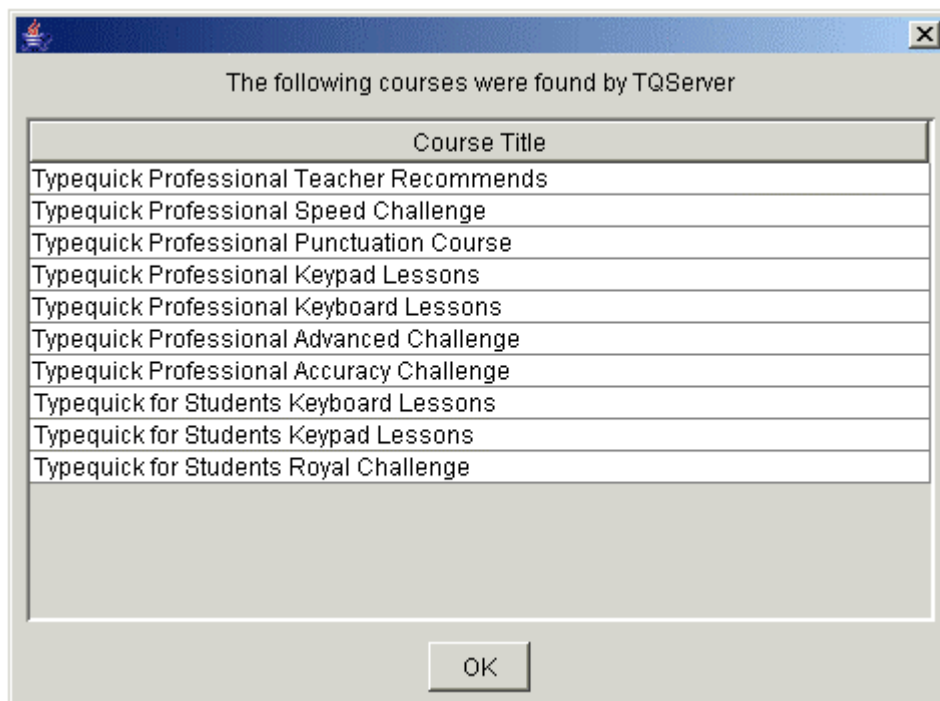 The following courses were found by TQServer
Course Title
Typequick Professional Teacher Recommends
Typequick Professional Speed Challenge
Typequick Professional Punctuation Course
Typequick Professional Keypad Lessons
Typequick Professional Keyboard Lessons
Typequick Professional Advanced Challenge
Typequick Professional Accuracy Challenge
Typequick for Students Keyboard Lessons
Typequick for Students Keypad Lessons
Typequick for Students Royal Challenge
OK